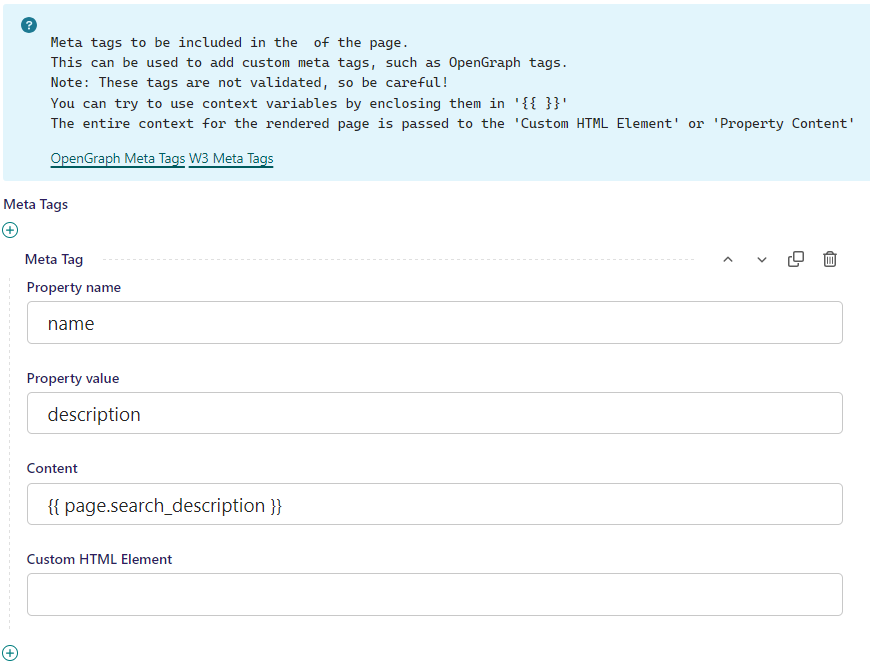 ?
Meta tags to be included in the  of the page.
This can be used to add custom meta tags, such as OpenGraph tags.
Note: These tags are not validated, so be careful!
You can try to use context variables by enclosing them in '{{ }}'
The entire context for the rendered page is passed to the 'Custom HTML Element' or 'Property Content'
OpenGraph Meta Tags W3 Meta Tags
Meta Tags
Meta Tag
Property name
name
Property value
description
Content
{{ page.search_description }}
Custom HTML Element